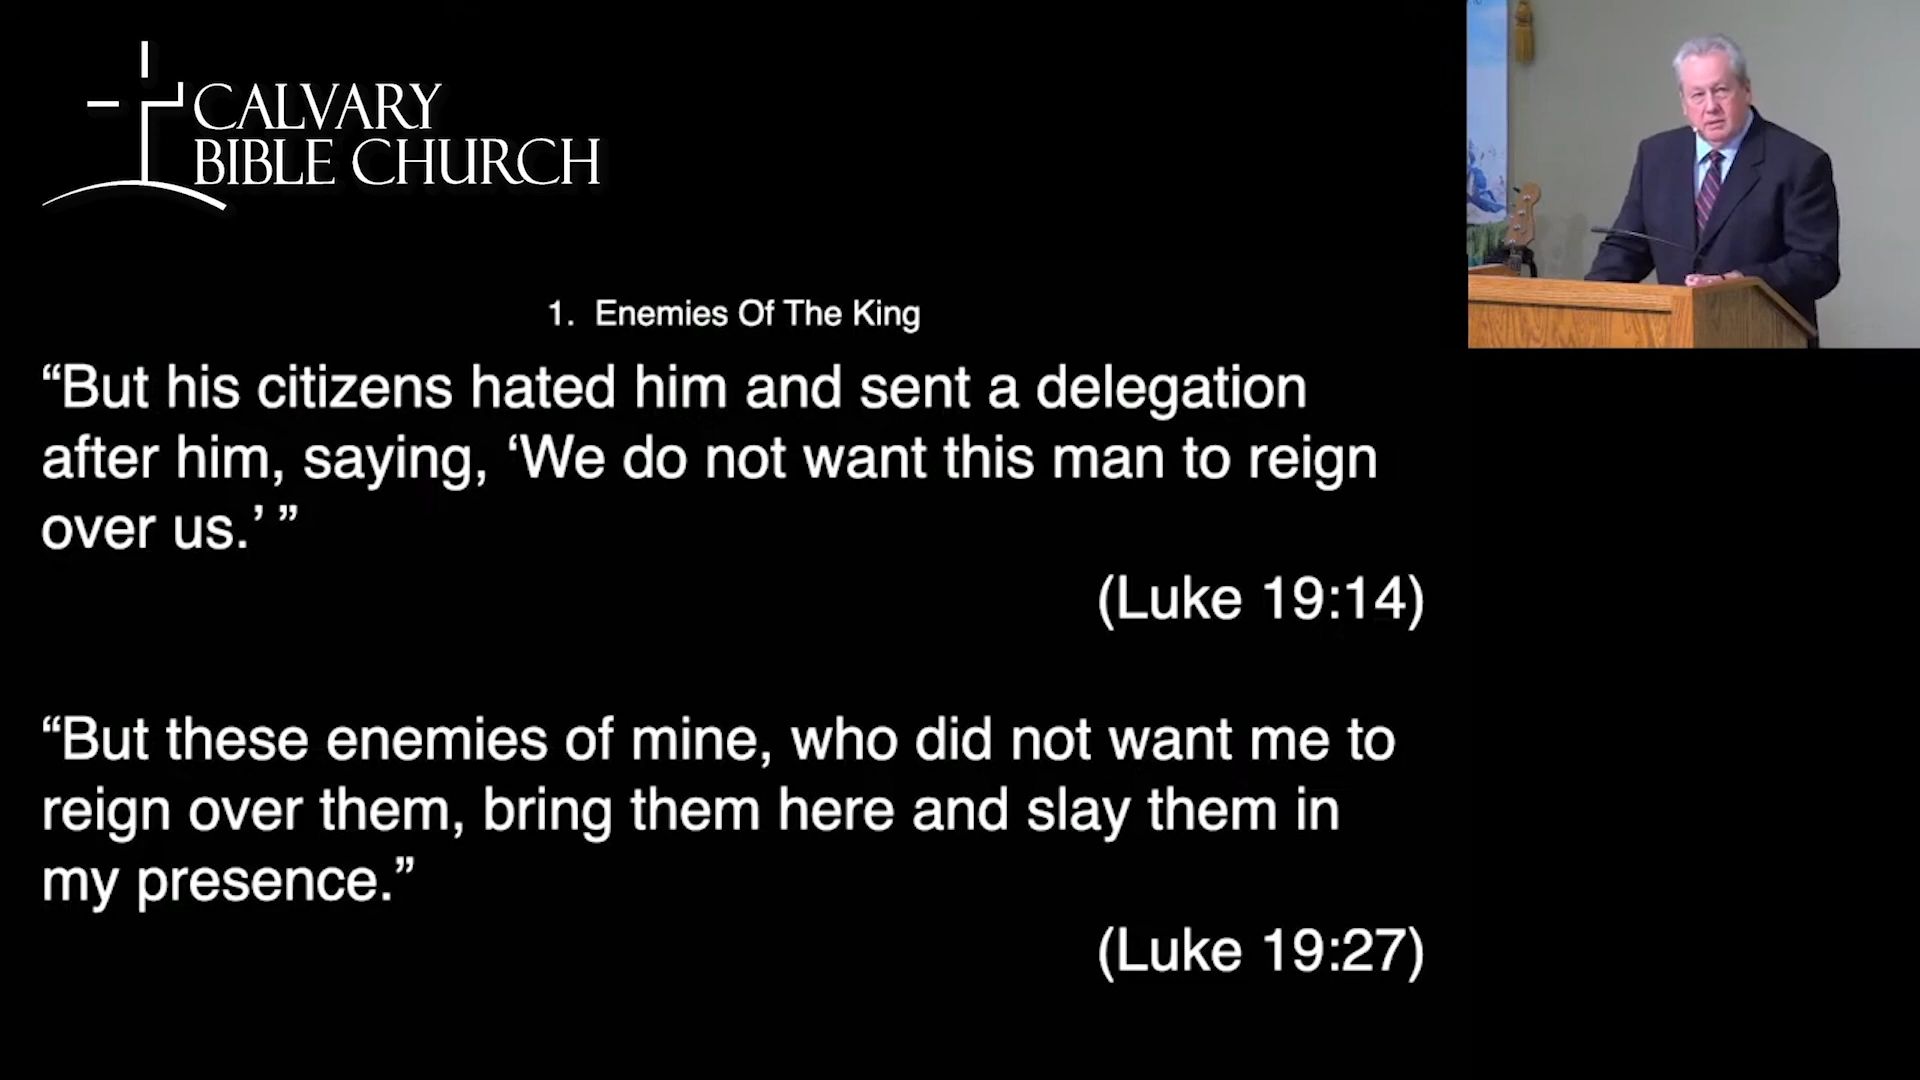 CALVARY
BIBLE CHURCH
1. Enemies Of The King
“But his citizens hated him and sent a delegation
after him, saying, ‘We do not want this man to reign
over us.’ ”
(Luke 19:14)
“But these enemies of mine, who did not want me to
reign over them, bring them here and slay them in
my presence.”
(Luke 19:27)